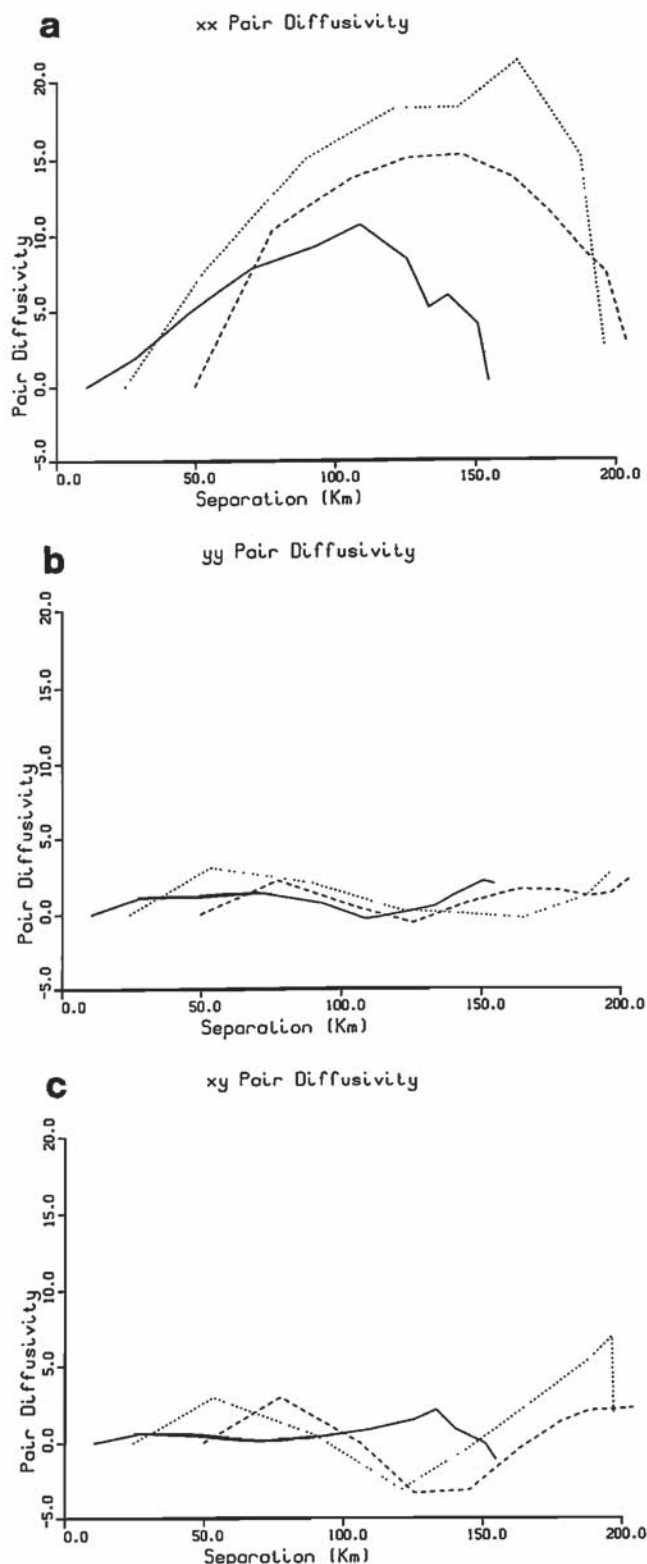 a
xx Pair Diffusivity
20.0
15.0
10.0
5.0
0.0
-5.0
Pair Diffusivity
0.0 50.0 100.0 150.0 200.0
Separation (Km)
b
yy Pair Diffusivity
20.0
15.0
10.0
5.0
0.0
-5.0
Pair Diffusivity
0.0 50.0 100.0 150.0 200.0
Separation (Km)
c
xy Pair Diffusivity
20.0
15.0
10.0
5.0
0.0
-5.0
Pair Diffusivity
0.0 50.0 100.0 150.0 200.0
Separation (Km)